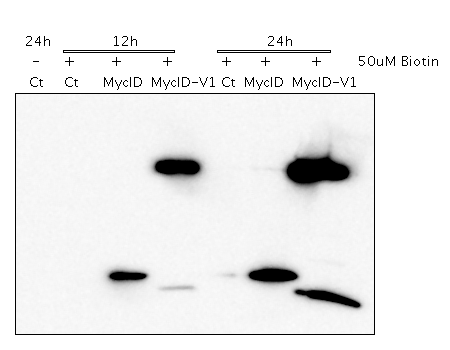 24h 12h 24h
- + + + + + + 50uM Biotin
Ct Ct MycID MycID-V1 Ct MycID MycID-V1